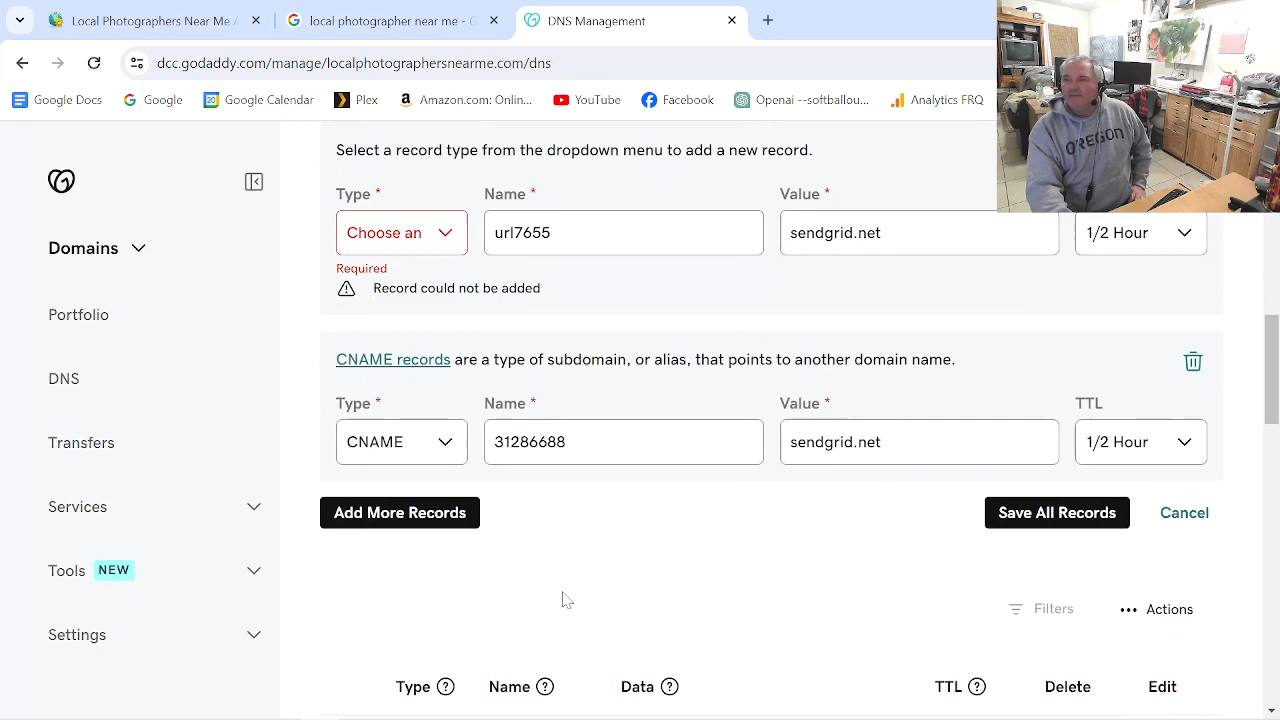 Local Photographers Near Me A
local photographer near me - G
DNS Management
dcc.godaddy.com/manage/localphotographersnearme.com/dns
Google Docs
Google
Google Calendar
Amazon.com: Onlin...
YouTube
Facebook
Openai --softballou...
Analytics FRQ
Select a record type from the dropdown menu to add a new record.
Type *
Name *
Value *
Choose an
url7655
sendgrid.net
1/2 Hour
Required
Record could not be added
Domains
Portfolio
DNS
Transfers
Services
Tools NEW
Settings
CNAME records are a type of subdomain, or alias, that points to another domain name.
Type *
Name *
Value *
TTL
CNAME
31286688
sendgrid.net
1/2 Hour
Add More Records
Save All Records
Cancel
Filters
Actions
Type
Name
Data
TTL
Delete
Edit
OREGON